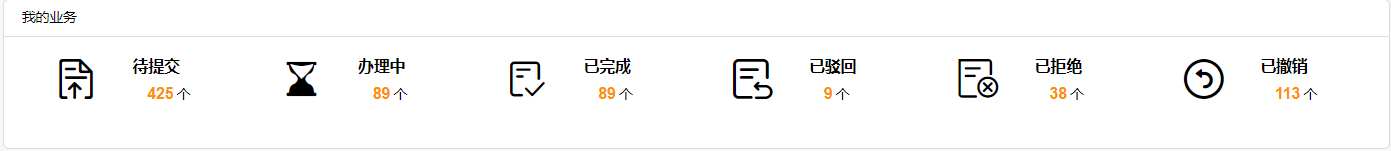 我的业务
待提交 办理中 已完成 已驳回 已拒绝 已撤销
425 个 89 个 89 个 9 个 38 个 113 个